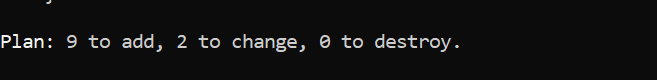 Plan: 9 to add, 2 to change, 0 to destroy.